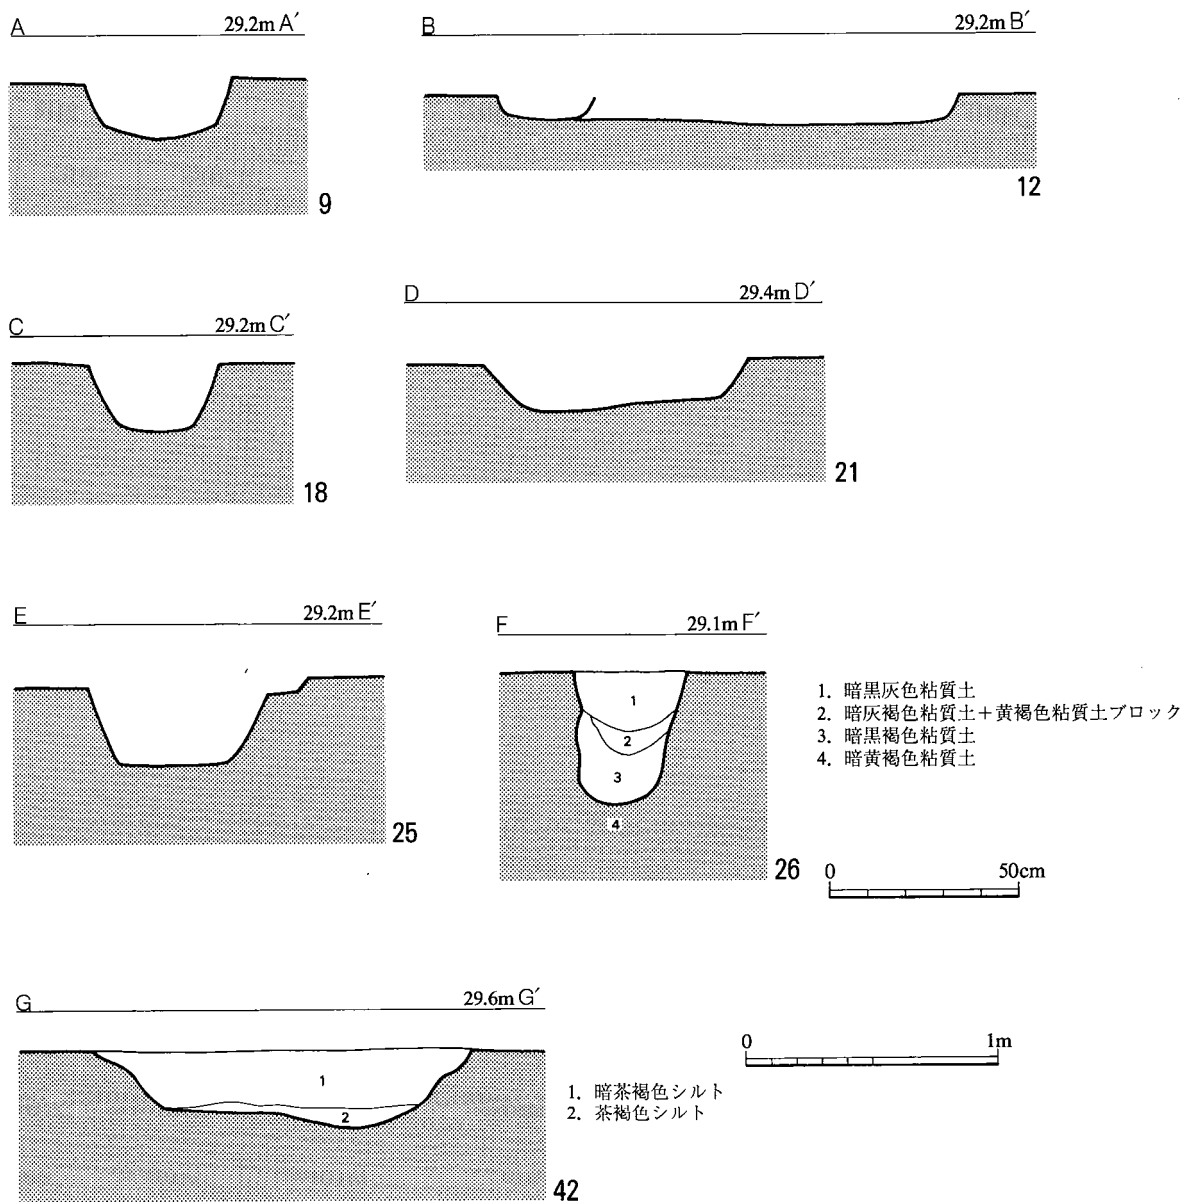 A 29.2m A′
B 29.2m B′
9
12
C 29.2m C′
D 29.4m D′
18
21
E 29.2m E′
F 29.1m F′
1
2
3
4
1. 暗黒灰色粘質土
2. 暗灰褐色粘質土+黄褐色粘質土ブロック
3. 暗黒褐色粘質土
4. 暗黄褐色粘質土
25
26
0 50cm
G 29.6m G′
0 1m
1
2
1. 暗茶褐色シルト
2. 茶褐色シルト
42